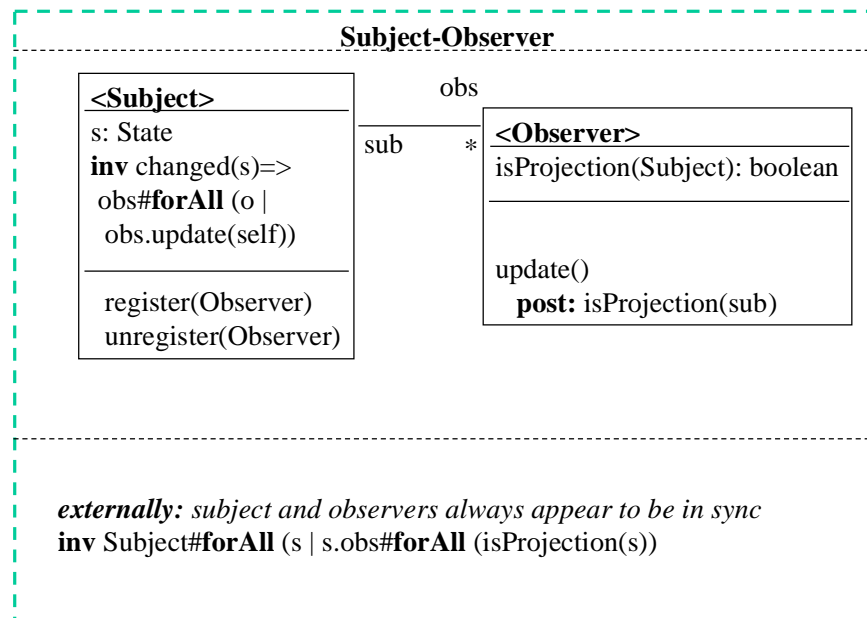 Subject-Observer
<Subject>
s: State
inv changed(s)=>
obs#forAll (o |
obs.update(self))
register(Observer)
unregister(Observer)
obs
sub *
<Observer>
isProjection(Subject): boolean
update()
post: isProjection(sub)
externally: subject and observers always appear to be in sync
inv Subject#forAll (s | s.obs#forAll (isProjection(s))